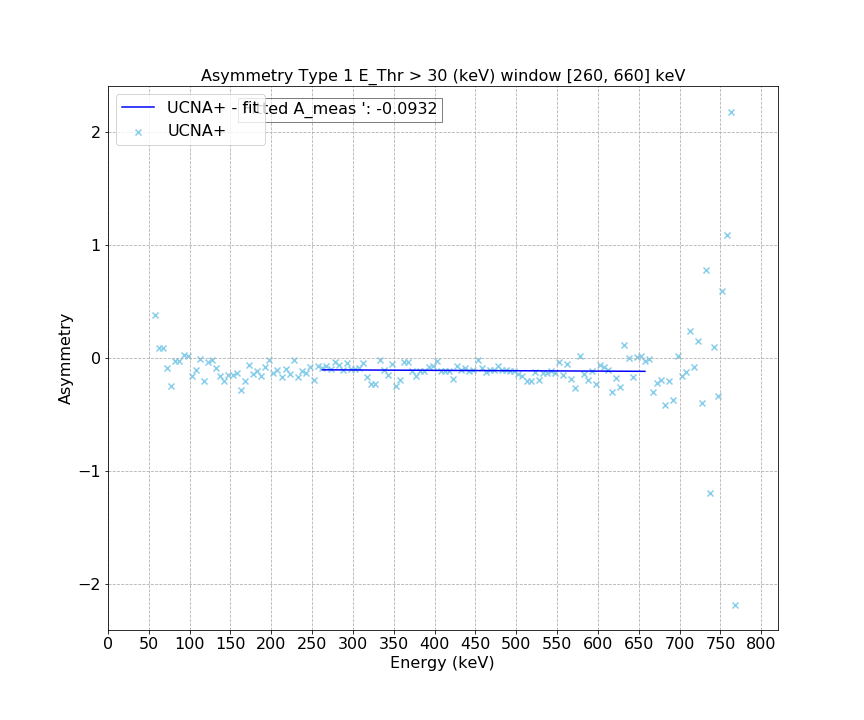 Asymmetry Type 1 E_Thr > 30 (keV) window [260, 660] keV
UCNA+ - fit
ted A_meas ': -0.0932
UCNA+
2
1
0
−1
−2
Asymmetry
0 50 100 150 200 250 300 350 400 450 500 550 600 650 700 750 800
Energy (keV)